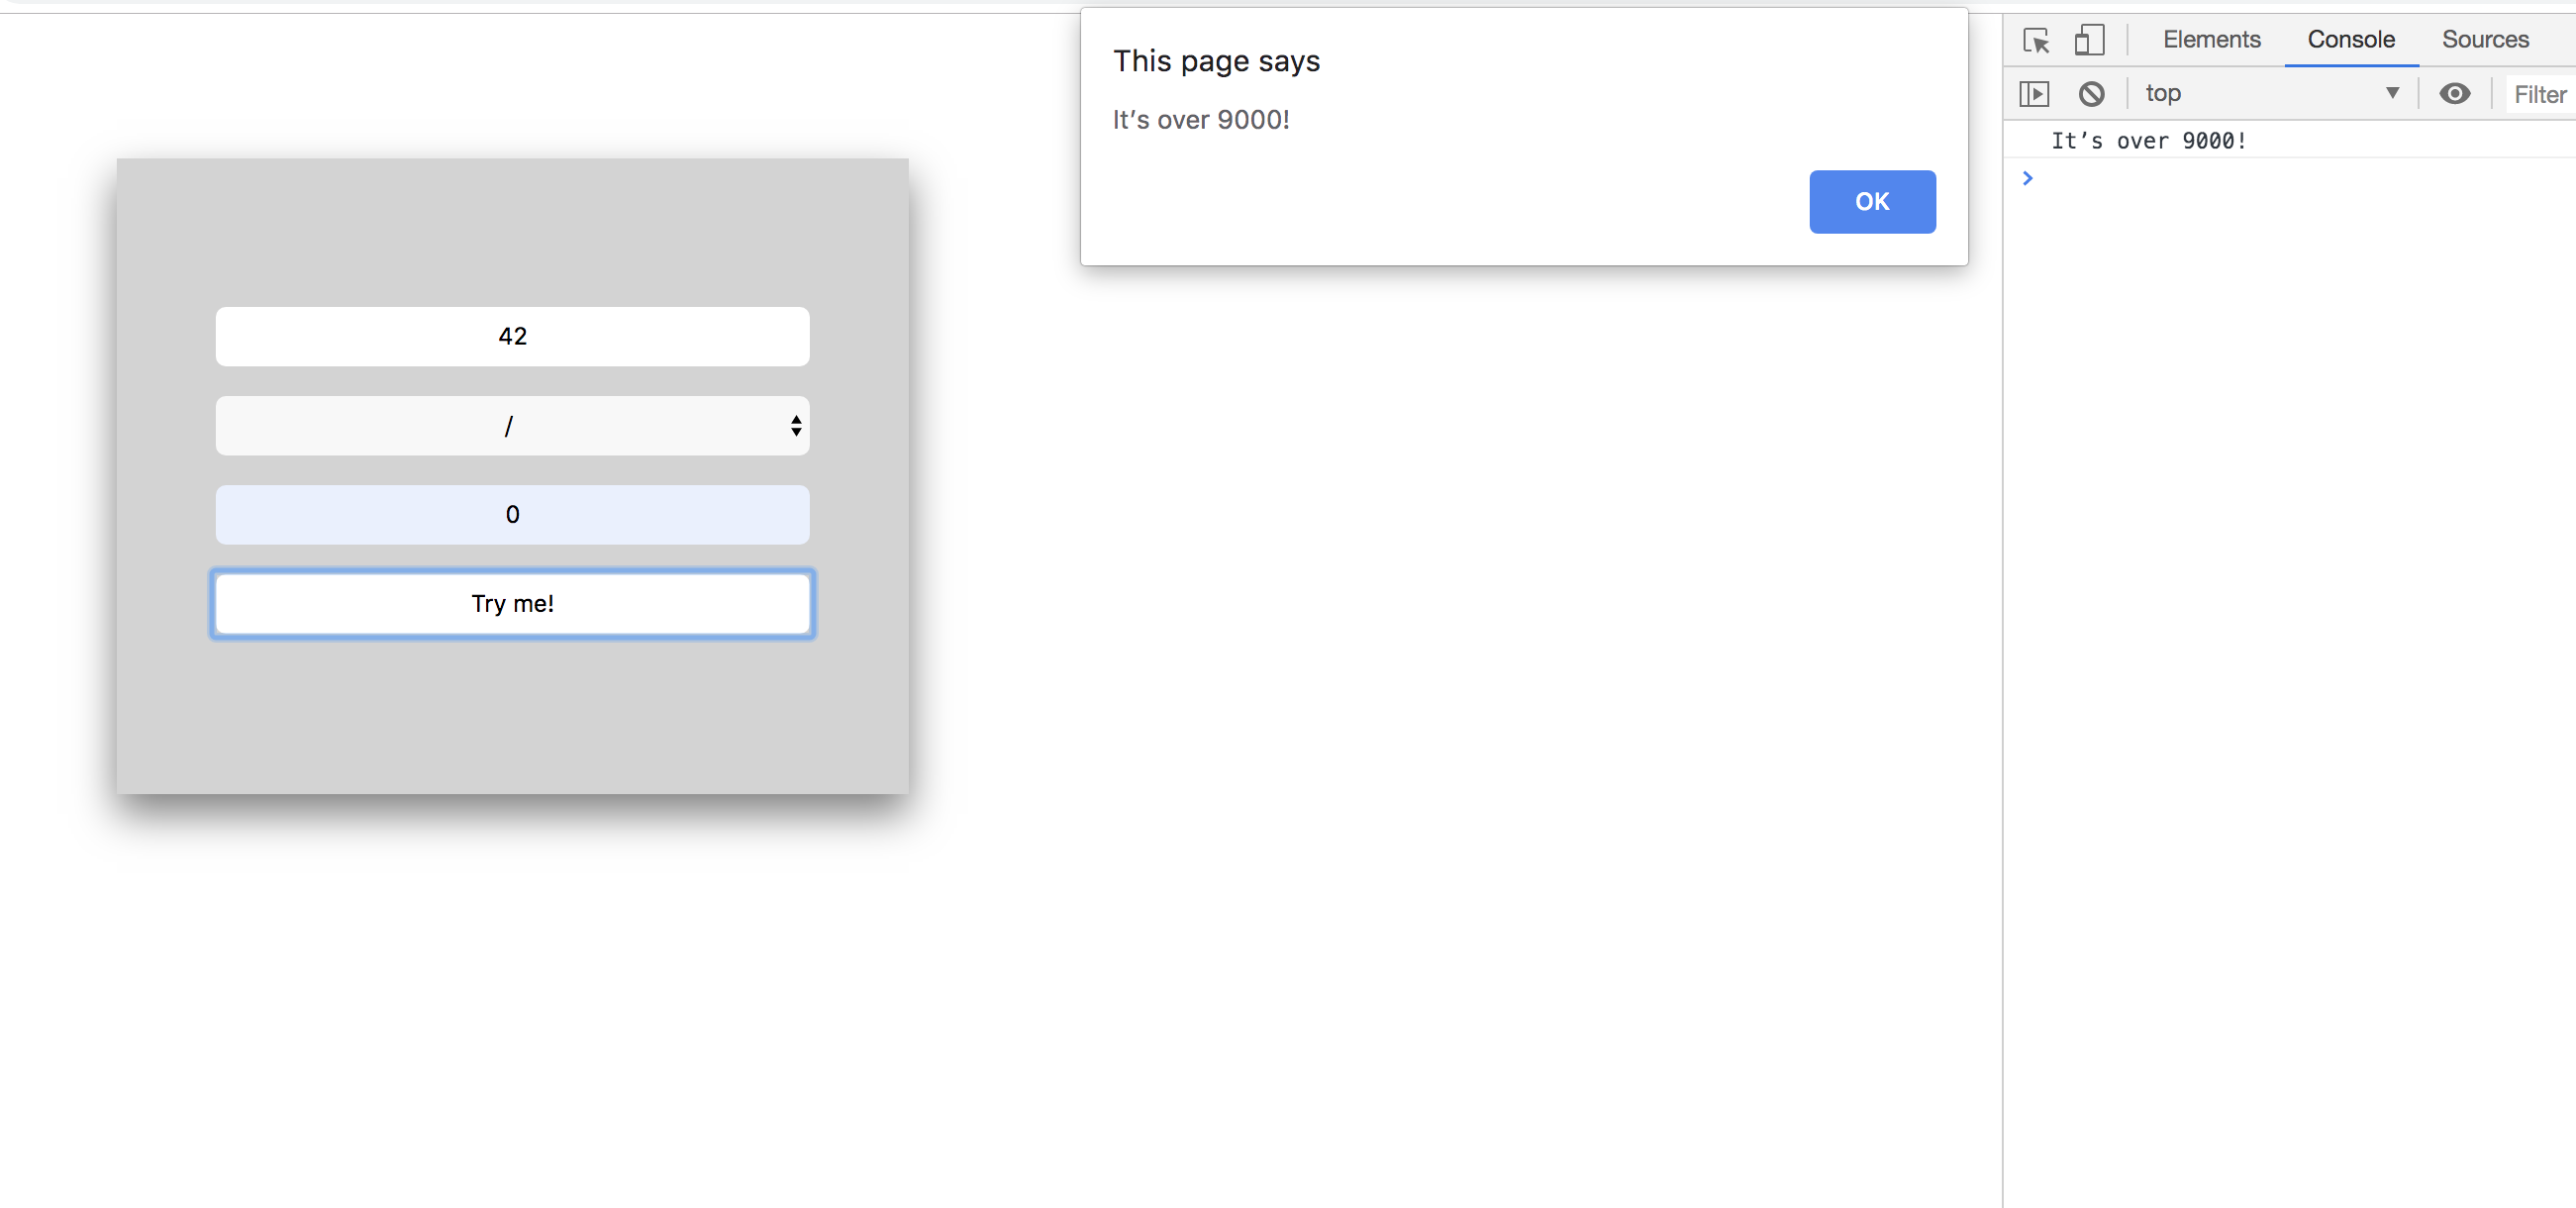 This page says
It’s over 9000!
OK
42
/
0
Try me!
Elements Console Sources
top Filter
It’s over 9000!